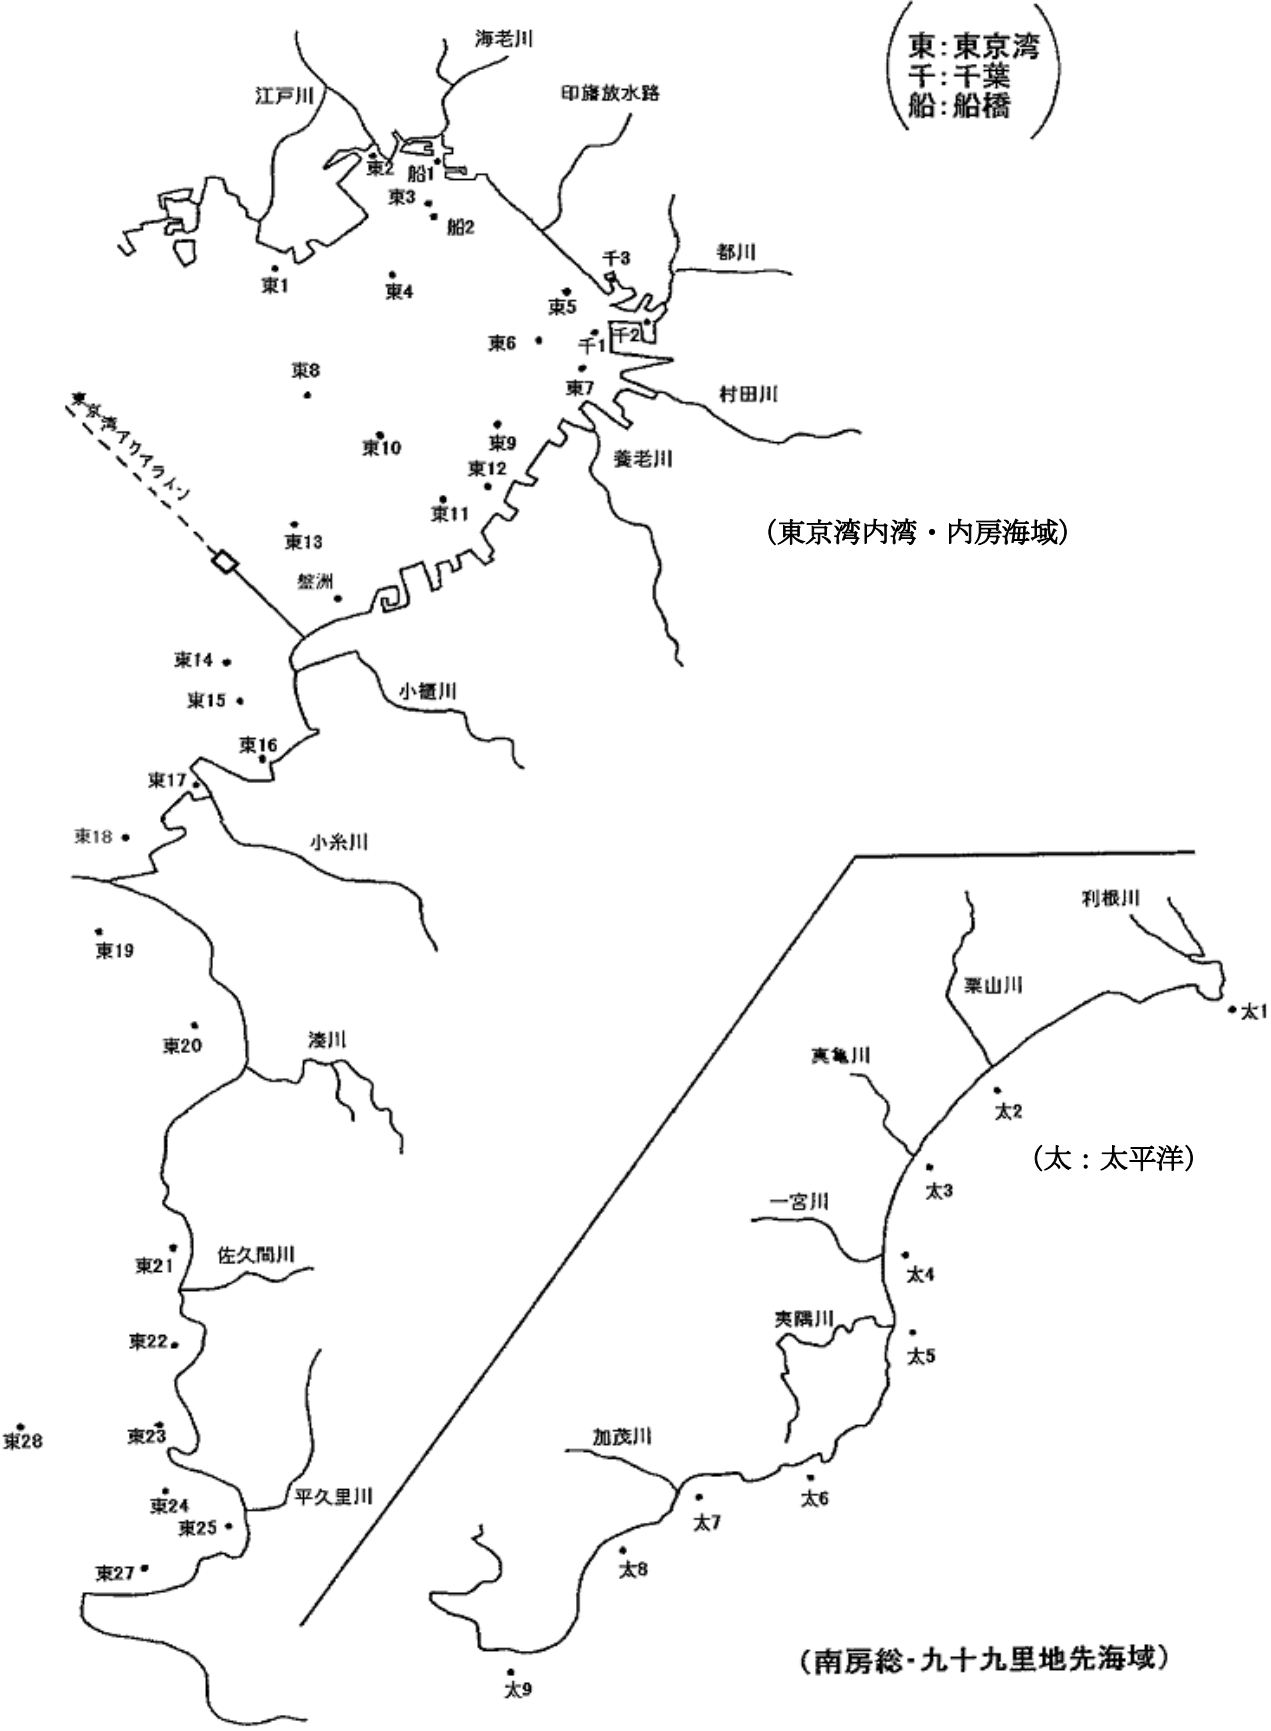 東：東京湾
千：千葉
船：船橋
海老川
江戸川
印旛放水路
東2
船1
東3
船2
都川
千3
東1
東4
東5
千2
東6
千1
東8
東7
村田川
東京湾アクアライン
東10
東9
養老川
東12
東11
（東京湾内湾・内房海域）
東13
盤洲
東14
小櫃川
東15
東16
東17
東18
小糸川
利根川
東19
栗山川
太1
東20
湊川
真亀川
太2
（太：太平洋）
太3
一宮川
東21
佐久間川
太4
夷隅川
東22
太5
東28
東23
加茂川
東24
平久里川
太6
東25
太7
東27
太8
（南房総・九十九里地先海域）
太9